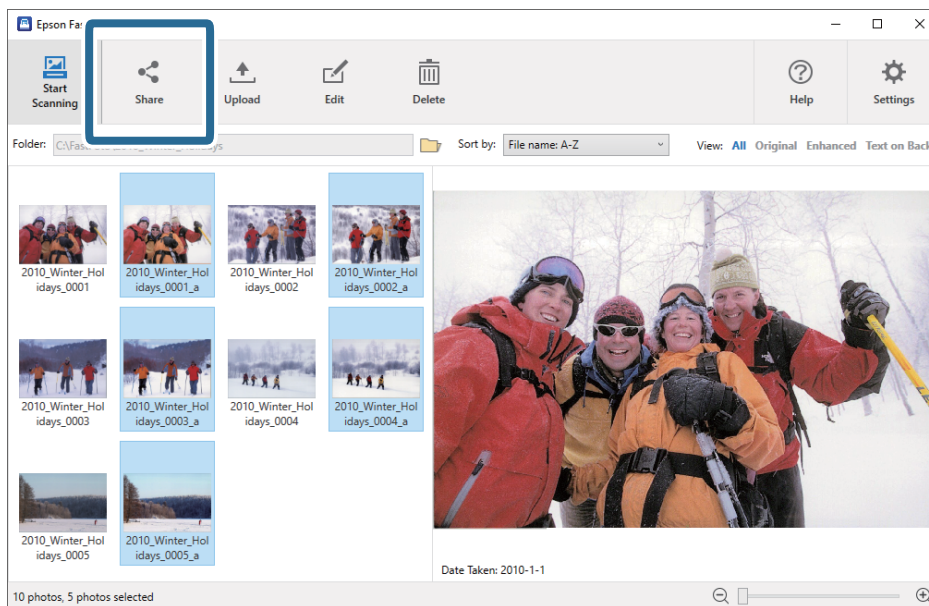 Epson Fas
Start
Scanning
Share
Upload
Edit
Delete
Help
Settings
Folder:
Sort by:
File name: A-Z
View: All Original Enhanced Text on Back
2010_Winter_Hol
idays_0001
2010_Winter_Hol
idays_0001_a
2010_Winter_Hol
idays_0002
2010_Winter_Hol
idays_0002_a
2010_Winter_Hol
idays_0003
2010_Winter_Hol
idays_0003_a
2010_Winter_Hol
idays_0004
2010_Winter_Hol
idays_0004_a
2010_Winter_Hol
idays_0005
2010_Winter_Hol
idays_0005_a
Date Taken: 2010-1-1
10 photos, 5 photos selected